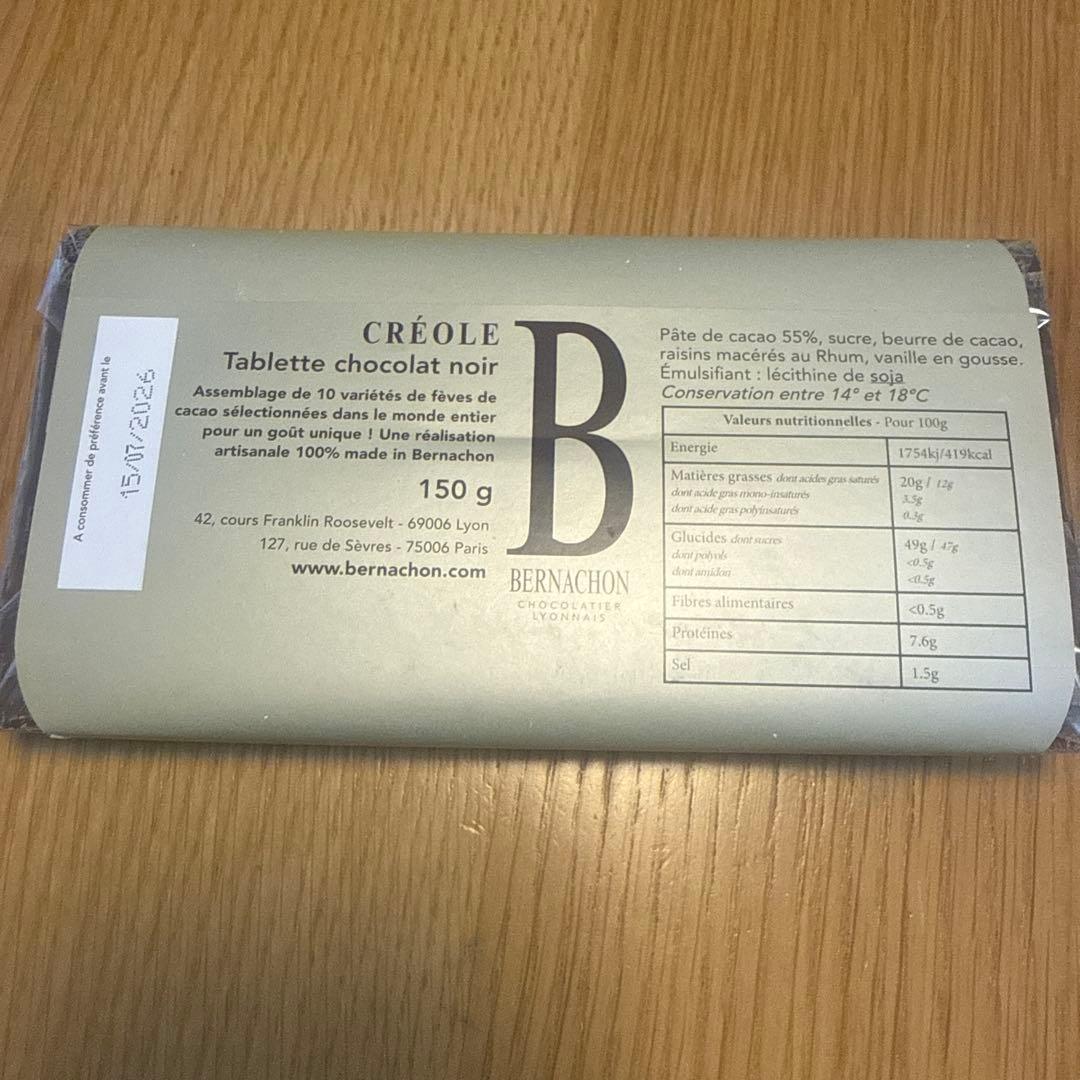 A consommer de préférence avant le
15/07/2026
CRÉOLE
Tablette chocolat noir
Assemblage de 10 variétés de fèves de
cacao sélectionnées dans le monde entier
pour un goût unique ! Une réalisation
artisanale 100% made in Bernachon
150 g
42, cours Franklin Roosevelt - 69006 Lyon
127, rue de Sèvres - 75006 Paris
www.bernachon.com
B
BERNACHON
CHOCOLATIER
LYONNAIS
Pâte de cacao 55%, sucre, beurre de cacao,
raisins macérés au Rhum, vanille en gousse.
Émulsifiant : lécithine de soja
Conservation entre 14° et 18°C
Valeurs nutritionnelles - Pour 100g
Energie 1754kj/419kcal
Matières grasses dont acides gras saturés 20g / 12g
dont acide gras mono-insaturés 3.5g
dont acide gras polyinsaturés 0.3g
Glucides dont sucres 49g / 47g
dont polyols <0.5g
dont amidon <0.5g
Fibres alimentaires <0.5g
Protéines 7.6g
Sel 1.5g